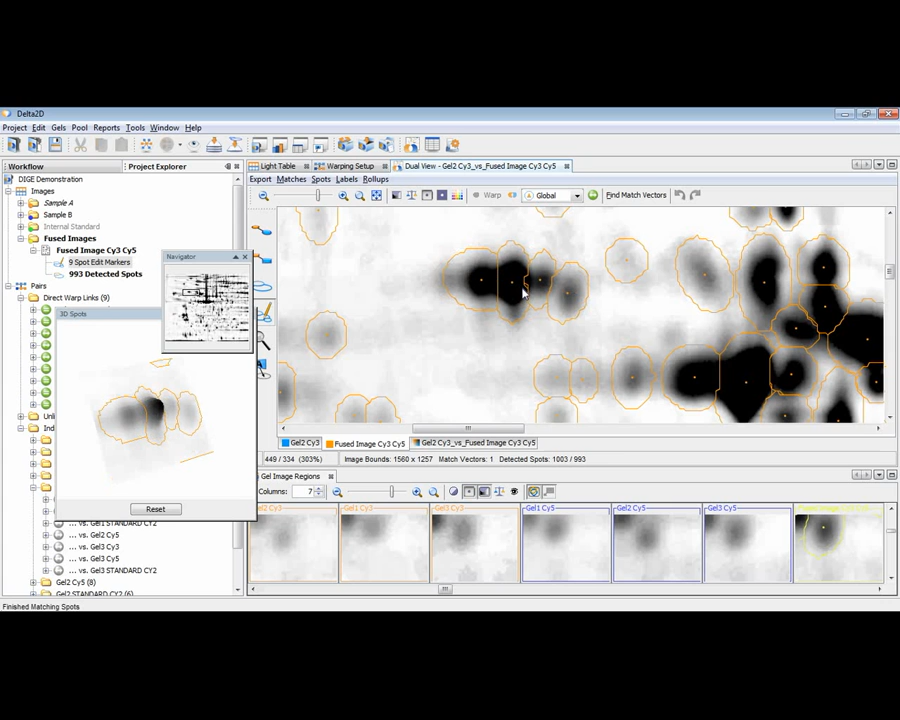 Delta2D
Project Edit Gels Pool Reports Tools Window Help
Workflow
Project Explorer
DIGE Demonstration
Images
Sample A
Sample B
Internal Standard
Fused Images
Fused Image Cy3 Cy5
9 Spot Edit Markers
993 Detected Spots
Pairs
Direct Warp Links (9)
Navigator
3D Spots
Reset
... vs. Gel2 STANDARD CY2
... vs. Gel2 Cy5
... vs. Gel3 Cy3
... vs. Gel3 Cy5
... vs. Gel3 STANDARD CY2
Gel2 Cy5 (8)
Gel2 STANDARD CY2 (6)
Finished Matching Spots
Light Table
Warping Setup
Dual View - Gel2 Cy3_vs_Fused Image Cy3 Cy5
Export Matches Spots Labels Rollups
Warp
Global
Find Match Vectors
Gel2 Cy3
Fused Image Cy3 Cy5
Gel2 Cy3_vs_Fused Image Cy3 Cy5
449 / 334 (303%)
Image Bounds: 1560 x 1257 Match Vectors: 1 Detected Spots: 1003 / 993
Gel Image Regions
Columns: 7
Gel1 Cy3
Gel3 Cy3
Gel1 Cy5
Gel2 Cy5
Gel3 Cy5